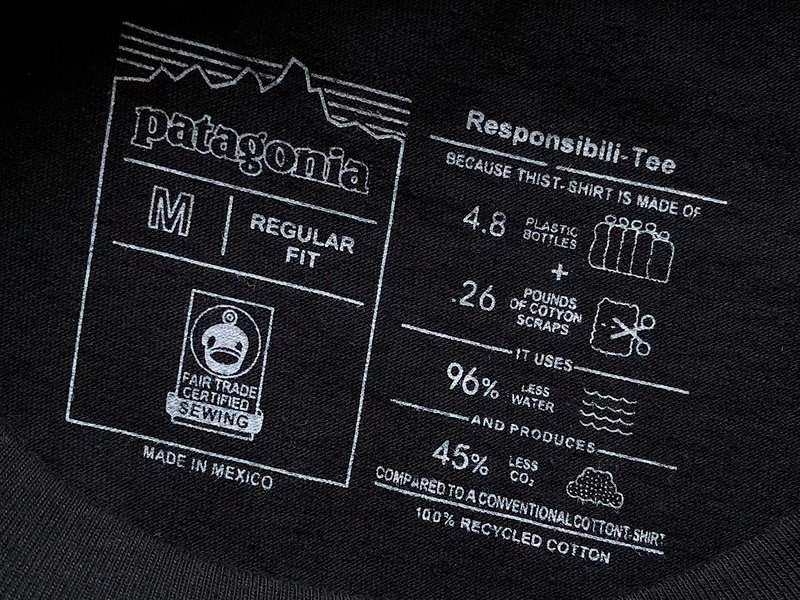 patagonia
M
REGULAR
FIT
FAIR TRADE
CERTIFIED
SEWING
MADE IN MEXICO
Responsibili-Tee
BECAUSE THIST-SHIRT IS MADE OF
4.8 PLASTIC
BOTTLES
+
.26 POUNDS
OF COTYON
SCRAPS
IT USES
96% LESS
WATER
AND PRODUCES
45% LESS
CO₂
COMPARED TO A CONVENTIONAL COTTONT-SHIRT
100% RECYCLED COTTON